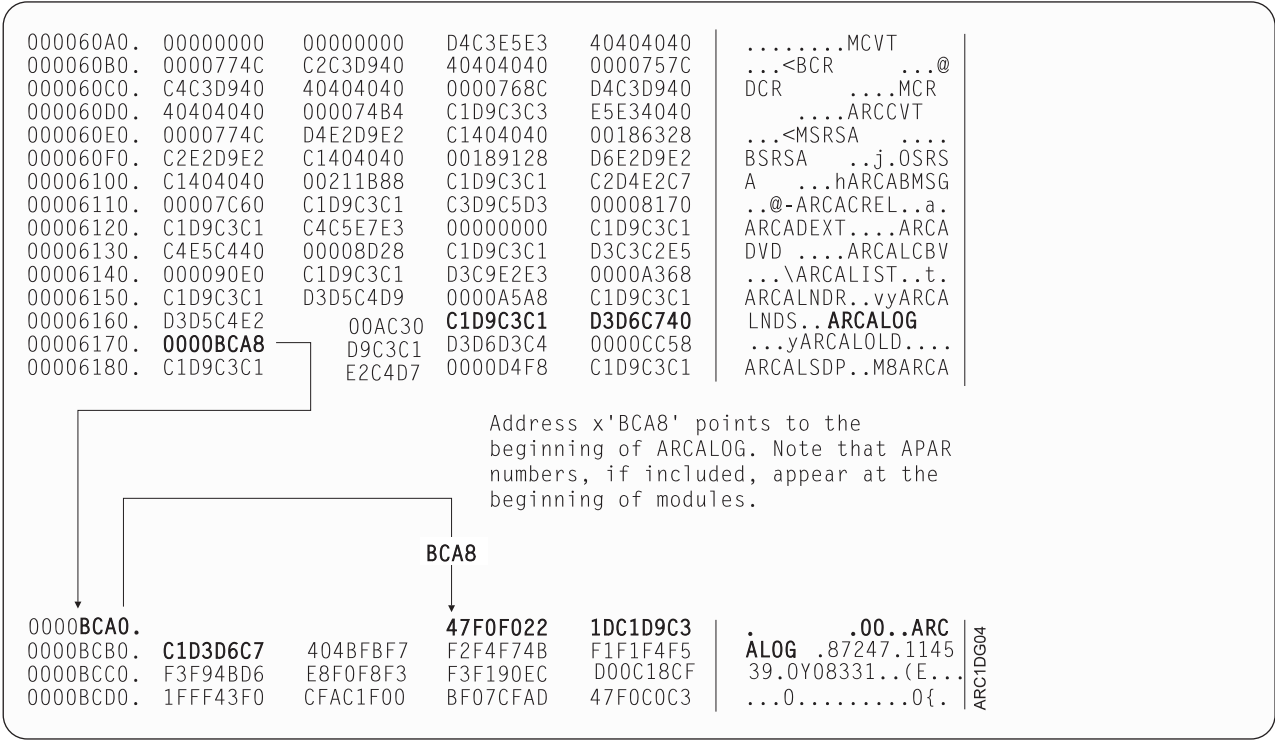 000060A0. 00000000 00000000 D4C3E5E3 40404040 ........MCVT
000060B0. 0000774C C2C3D940 40404040 0000757C ...<BCR ...@
000060C0. C4C3D940 40404040 0000768C D4C3D940 DCR ....MCR
000060D0. 40404040 000074B4 C1D9C3C3 E5E34040 ....ARCCVT
000060E0. 0000774C D4E2D9E2 C1404040 00186328 ...<MSRSA ....
000060F0. C2E2D9E2 C1404040 00189128 D6E2D9E2 BSRSA ..j.OSRS
00006100. C1404040 00211B88 C1D9C3C1 C2D4E2C7 A ...hARCABMSG
00006110. 00007C60 C1D9C3C1 C3D9C5D3 00008170 ..@-ARCACREL..a.
00006120. C1D9C3C1 C4C5E7E3 00000000 C1D9C3C1 ARCADEXT....ARCA
00006130. C4E5C440 00008D28 C1D9C3C1 D3C3C2E5 DVD ....ARCALCBV
00006140. 000090E0 C1D9C3C1 D3C9E2E3 0000A368 ...\ARCALIST..t.
00006150. C1D9C3C1 D3D5C4D9 0000A5A8 C1D9C3C1 ARCALNDR..vyARCA
00006160. D3D5C4E2 00AC30 C1D9C3C1 D3D6C740 LNDS..ARCALOG
00006170. 0000BCA8 D9C3C1 D3D6D3C4 0000CC58 ...yARCALOLD....
00006180. C1D9C3C1 E2C4D7 0000D4F8 C1D9C3C1 ARCALSDP..M8ARCA
Address x'BCA8' points to the
beginning of ARCALOG. Note that APAR
numbers, if included, appear at the
beginning of modules.
BCA8
0000BCA0. 47F0F022 1DC1D9C3 . .00..ARC
0000BCB0. C1D3D6C7 404BFBF7 F2F4F74B F1F1F4F5 ALOG .87247.1145
0000BCC0. F3F94BD6 E8F0F8F3 F3F190EC D00C18CF 39.OY08331..(E...
0000BCD0. 1FFF43F0 CFAC1F00 BF07CFAD 47F0C0C3 ...0.........0{.
ARC1DG04